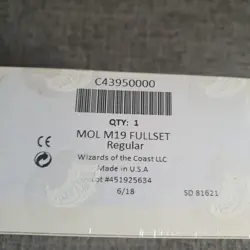 C43950000
QTY: 1
MOL M19 FULLSET
Regular
Wizards of the Coast LLC
Made in U.S.A
Lot #451925634
6/18 SD 81621